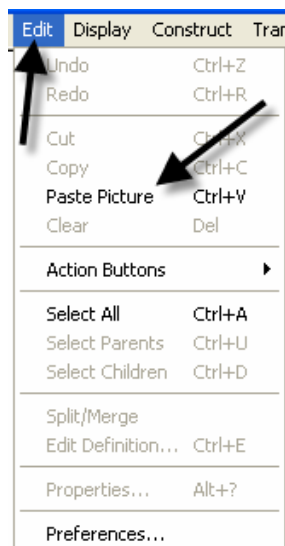 Edit Display Construct Tran
Undo Ctrl+Z
Redo Ctrl+R
Cut Ctrl+X
Copy Ctrl+C
Paste Picture Ctrl+V
Clear Del
Action Buttons
Select All Ctrl+A
Select Parents Ctrl+U
Select Children Ctrl+D
Split/Merge
Edit Definition... Ctrl+E
Properties... Alt+?
Preferences...